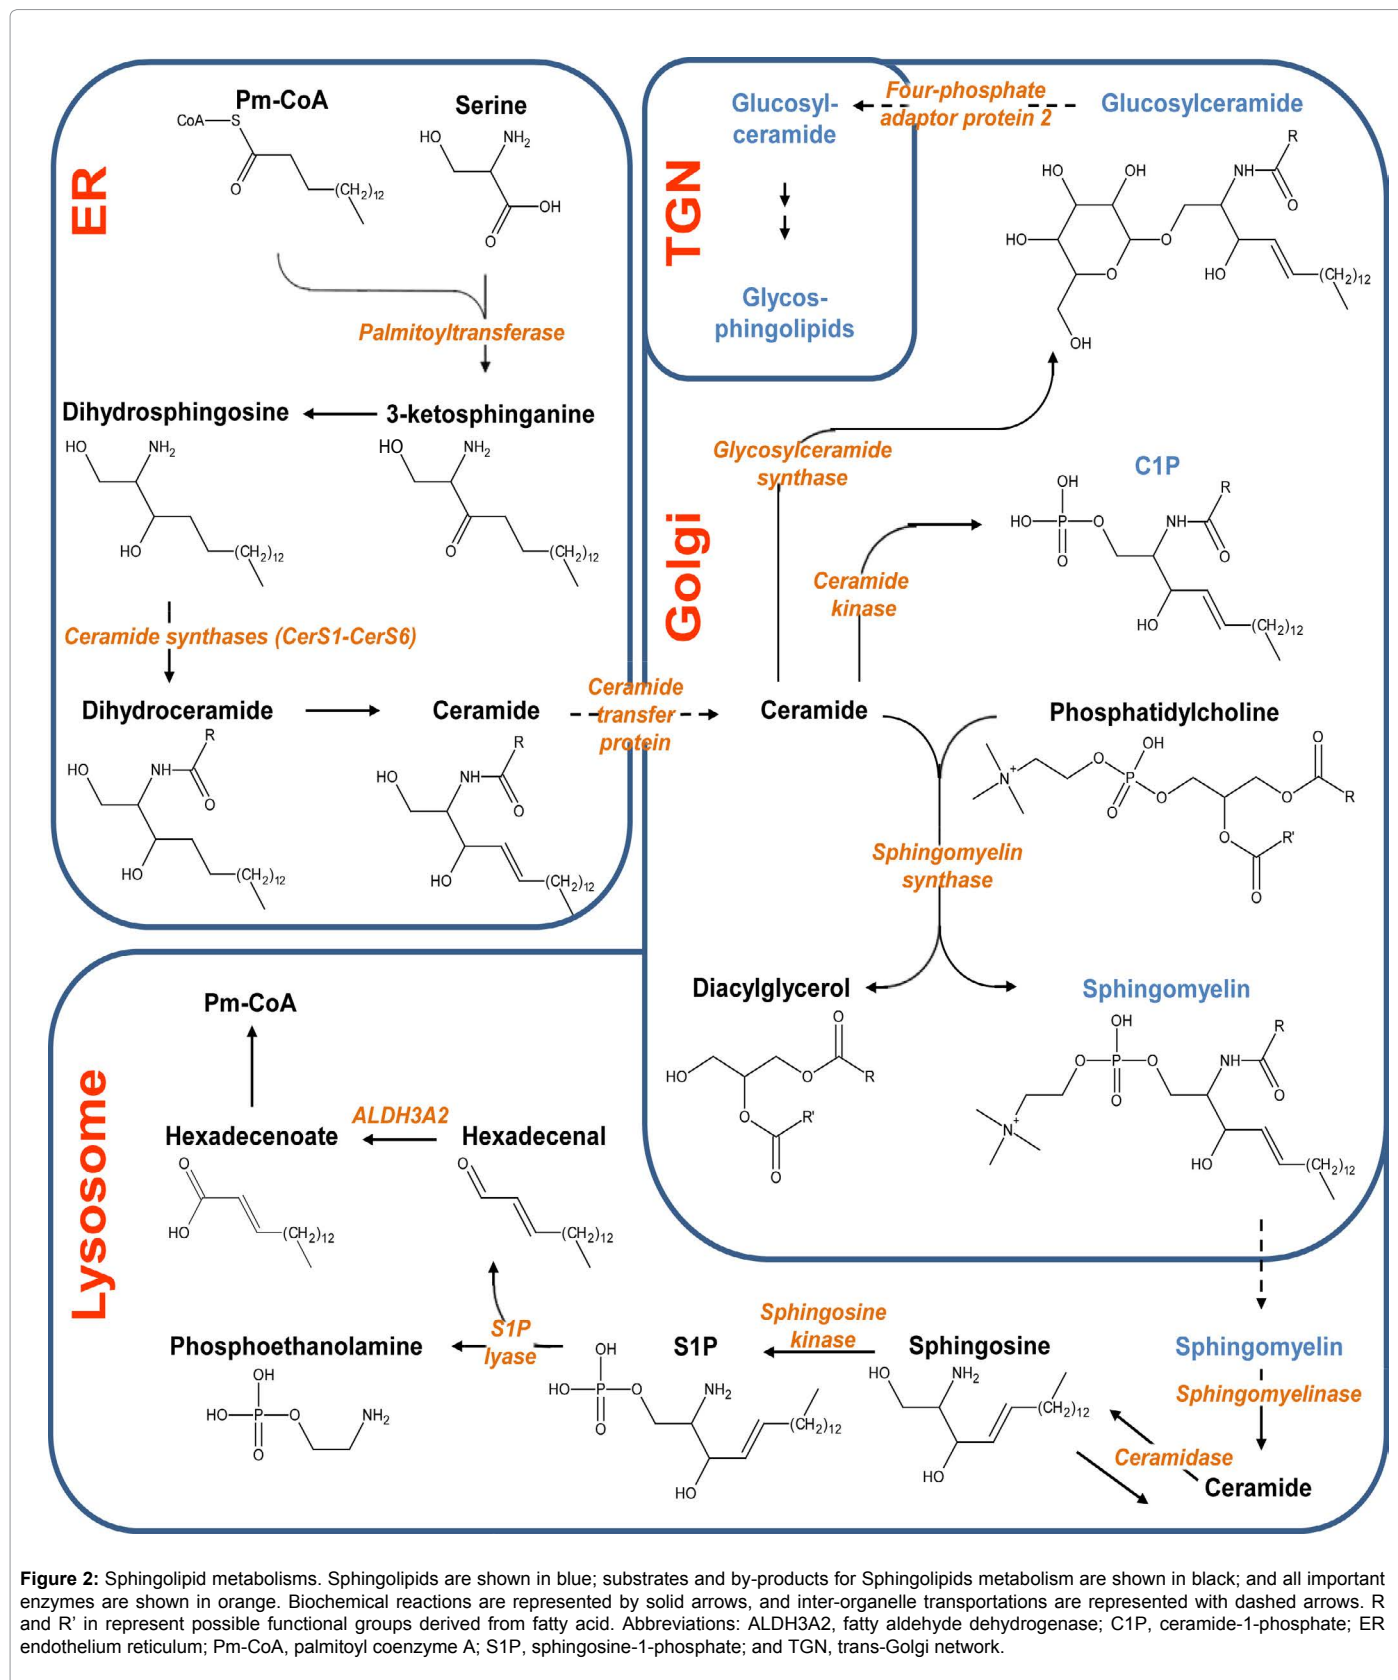 ER
Pm-CoA
CoA
S
O
(CH2)12
Serine
HO
NH2
OH
O
Palmitoyltransferase
Dihydrosphingosine
3-ketosphinganine
HO
NH2
HO
(CH2)12
HO
NH2
O
(CH2)12
Ceramide synthases (CerS1-CerS6)
Dihydroceramide
Ceramide
R
HO
NH
O
HO
(CH2)12
R
HO
NH
O
HO
(CH2)12
Ceramide
transfer
protein
TGN
Glucosyl-
ceramide
Glycos-
phingolipids
Four-phosphate
adaptor protein 2
Glucosylceramide
R
HO
OH
NH
O
HO
O
O
HO
(CH2)12
OH
Golgi
Glycosylceramide
synthase
C1P
OH
R
HO
P
O
NH
O
O
HO
(CH2)12
Ceramide
kinase
Ceramide
Phosphatidylcholine
OH
O
O
N+
P
O
O
O
R
O
R'
O
Sphingomyelin
synthase
Diacylglycerol
O
HO
O
R
O
R'
O
Sphingomyelin
OH
R
O
P
O
NH
O
O
N+
HO
(CH2)12
Lysosome
Pm-CoA
Hexadecenoate
ALDH3A2
Hexadecenal
O
HO
(CH2)12
O
(CH2)12
Phosphoethanolamine
S1P
lyase
S1P
Sphingosine
kinase
Sphingosine
Sphingomyelin
OH
HO
P
O
NH2
O
OH
HO
P
O
NH2
O
(CH2)12
HO
HO
NH2
(CH2)12
HO
Sphingomyelinase
Ceramidase
Ceramide
Figure 2: Sphingolipid metabolisms. Sphingolipids are shown in blue; substrates and by-products for Sphingolipids metabolism are shown in black; and all important
enzymes are shown in orange. Biochemical reactions are represented by solid arrows, and inter-organelle transportations are represented with dashed arrows. R
and R’ in represent possible functional groups derived from fatty acid. Abbreviations: ALDH3A2, fatty aldehyde dehydrogenase; C1P, ceramide-1-phosphate; ER
endothelium reticulum; Pm-CoA, palmitoyl coenzyme A; S1P, sphingosine-1-phosphate; and TGN, trans-Golgi network.